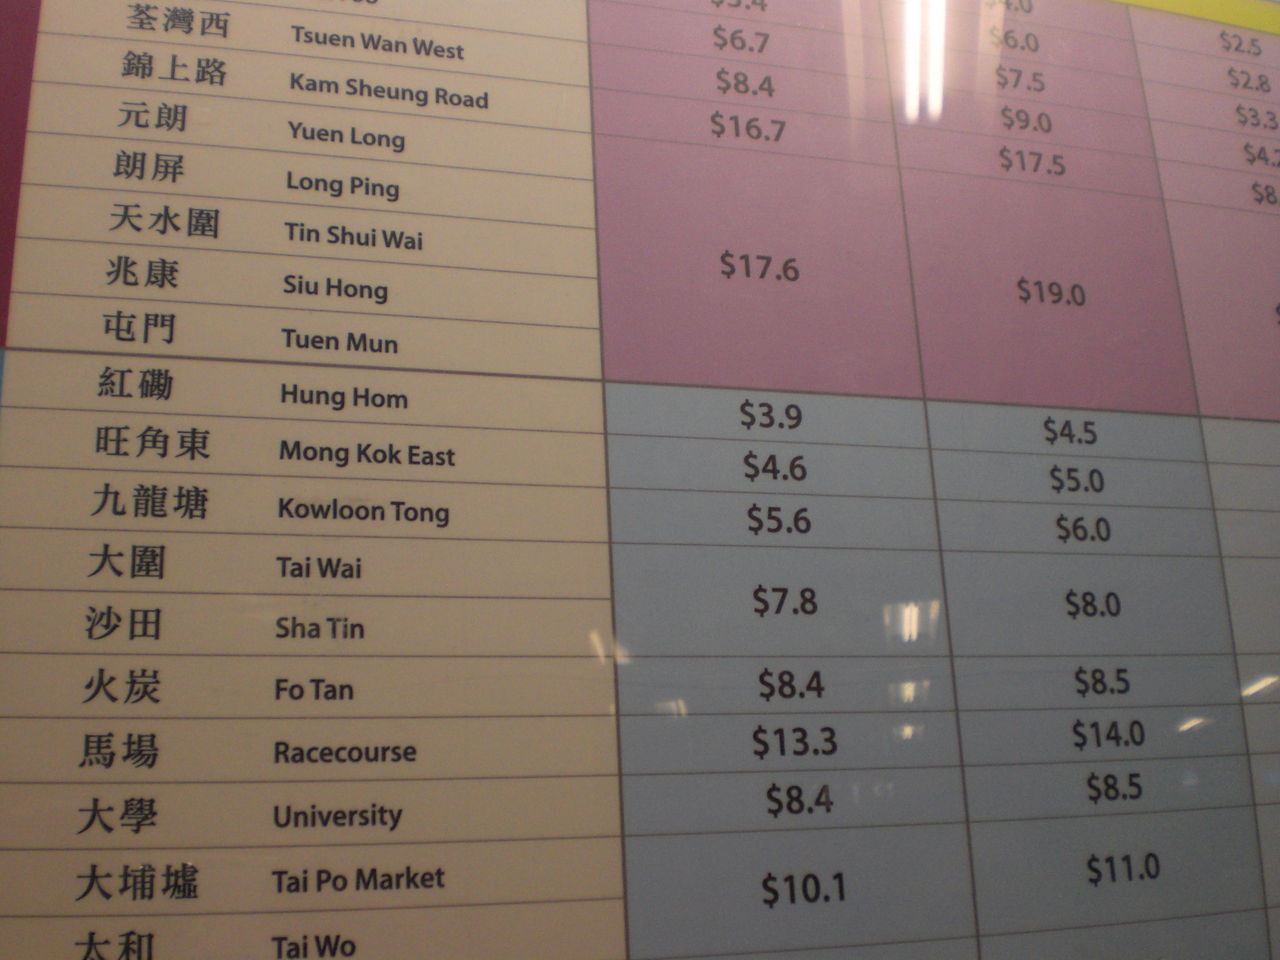 $5.4 $6.0 $2.8
$6.7 $7.5 $3.3
荃灣西 Tsuen Wan West $8.4 $9.0
錦上路 Kam Sheung Road $16.7 $17.5
元朗 Yuen Long
朗屏 Long Ping
天水圍 Tin Shui Wai $17.6 $19.0
兆康 Siu Hong
屯門 Tuen Mun
紅磡 Hung Hom $3.9 $4.5
旺角東 Mong Kok East $4.6 $5.0
九龍塘 Kowloon Tong $5.6 $6.0
大圍 Tai Wai $7.8 $8.0
沙田 Sha Tin
火炭 Fo Tan $8.4 $8.5
馬場 Racecourse $13.3 $14.0
大學 University $8.4 $8.5
大埔墟 Tai Po Market $10.1 $11.0
太和 Tai Wo